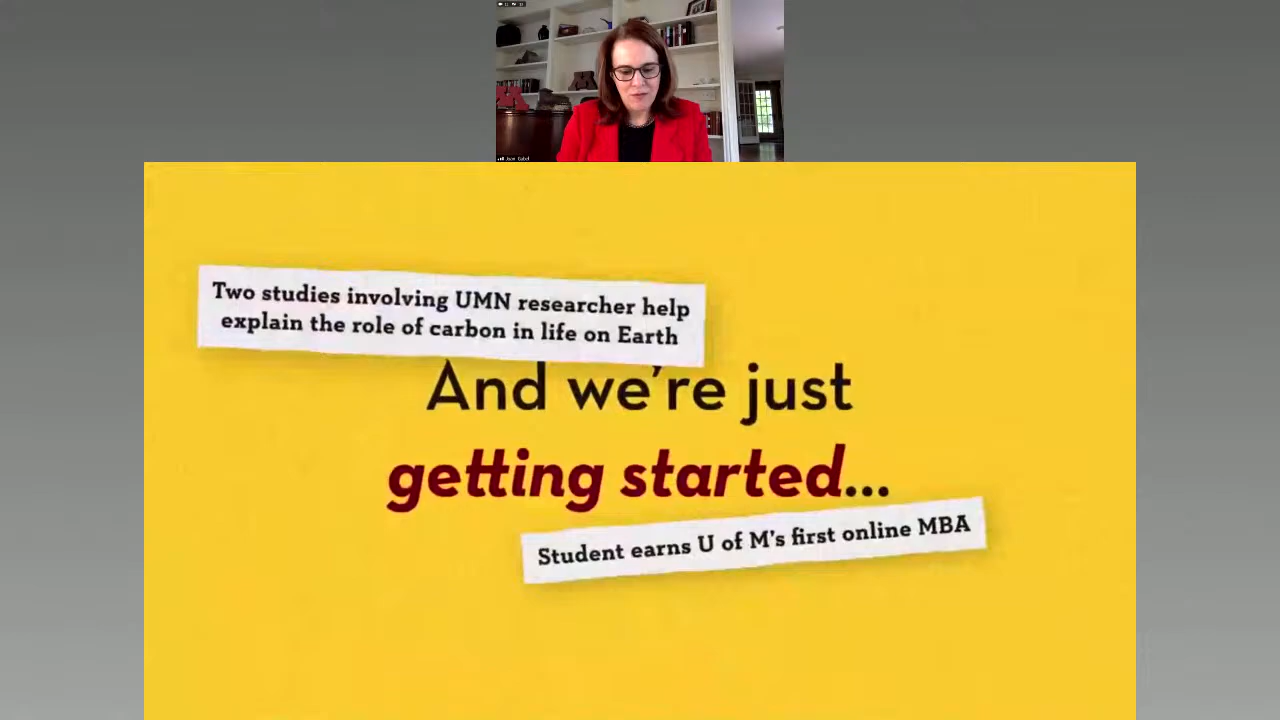 Two studies involving UMN researcher help
explain the role of carbon in life on Earth
And we're just
getting started...
Student earns U of M's first online MBA